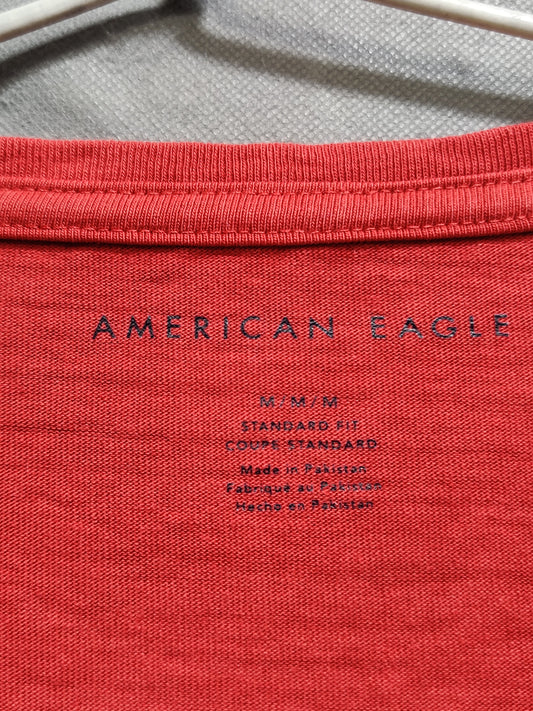 AMERICAN EAGLE
M/M/M
STANDARD FIT
COUPE STANDARD
Made in Pakistan
Fabriqué au Pakistan
Hecho en Pakistan